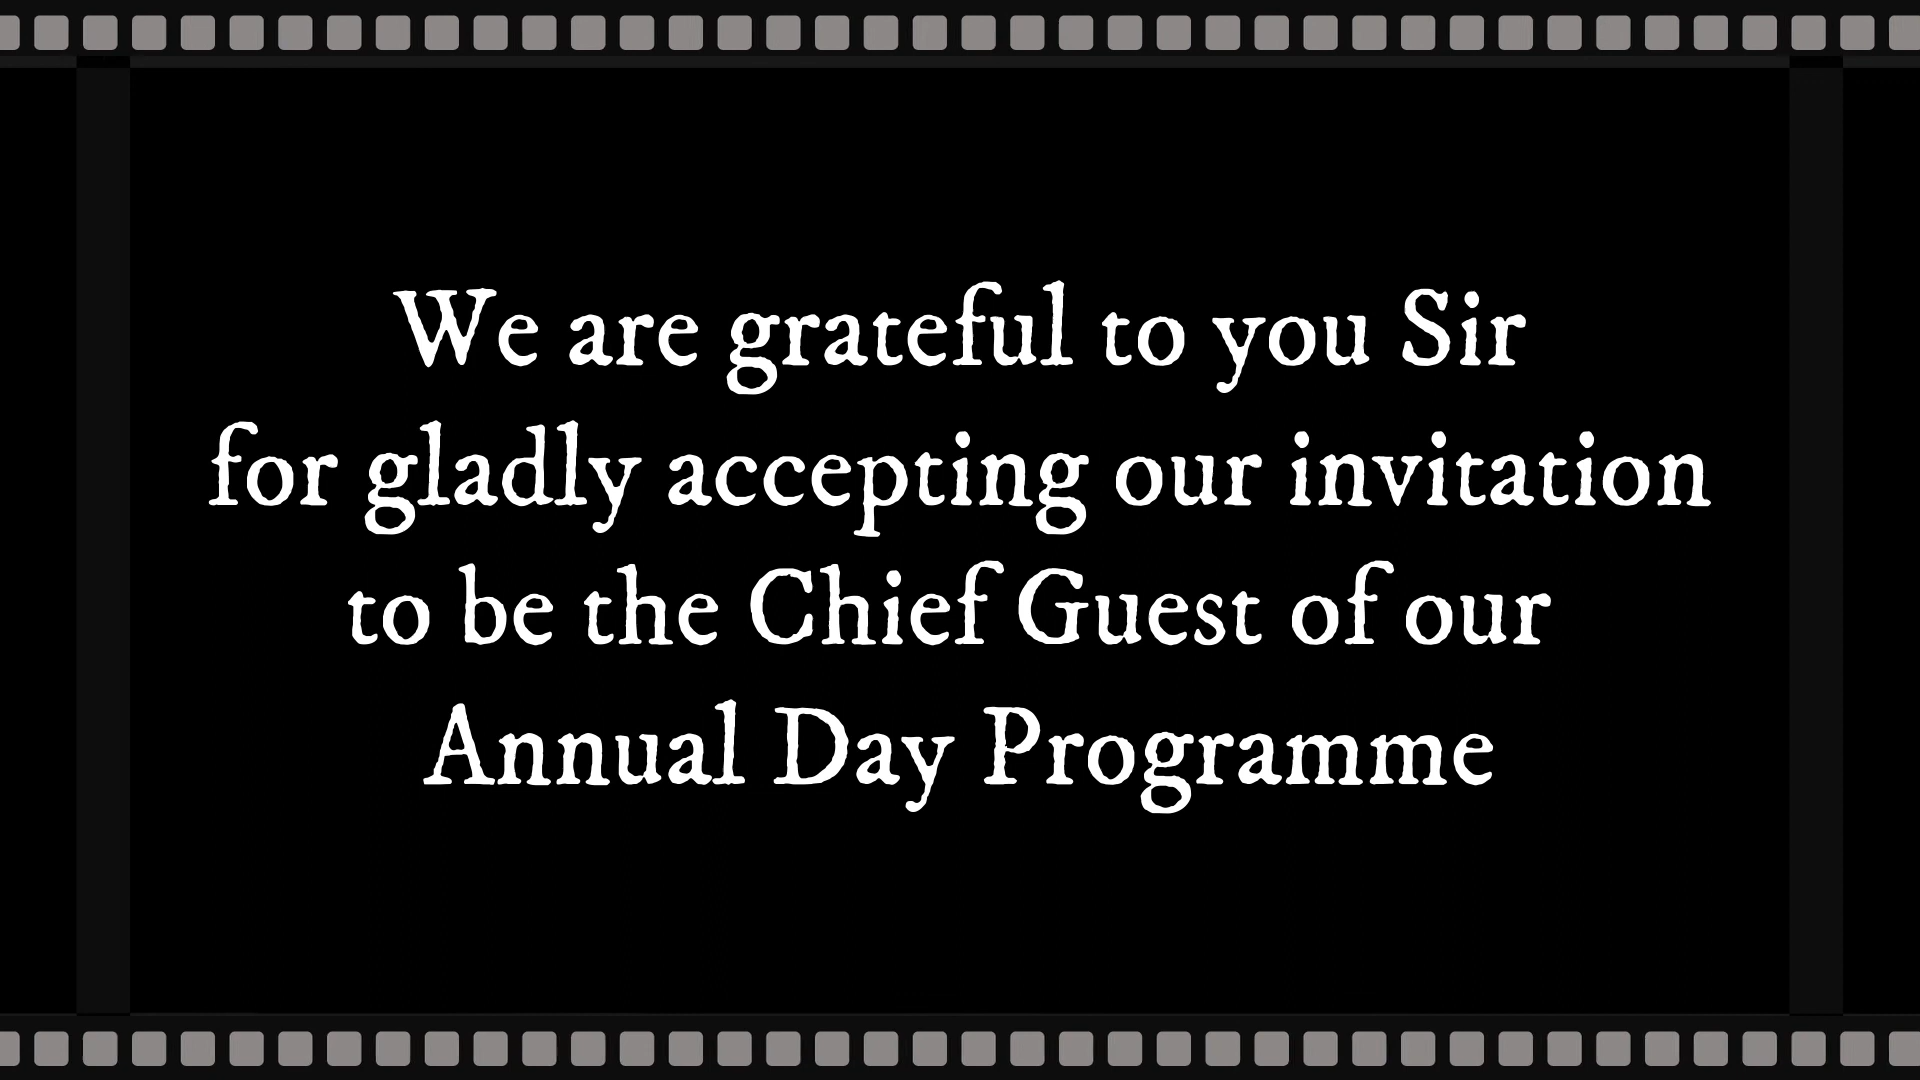 We are grateful to you Sir
for gladly accepting our invitation
to be the Chief Guest of our
Annual Day Programme